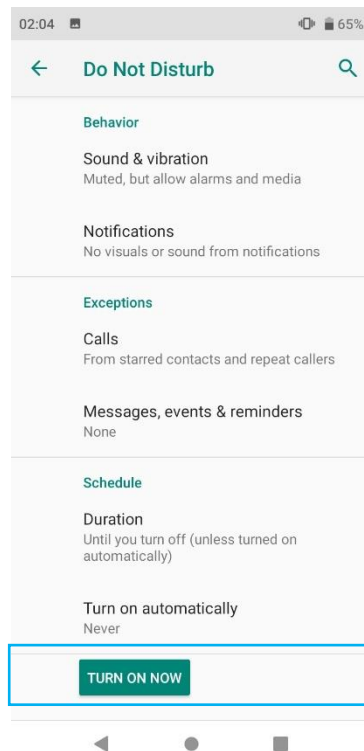 02:04 65%
Do Not Disturb
Behavior
Sound & vibration
Muted, but allow alarms and media
Notifications
No visuals or sound from notifications
Exceptions
Calls
From starred contacts and repeat callers
Messages, events & reminders
None
Schedule
Duration
Until you turn off (unless turned on
automatically)
Turn on automatically
Never
TURN ON NOW